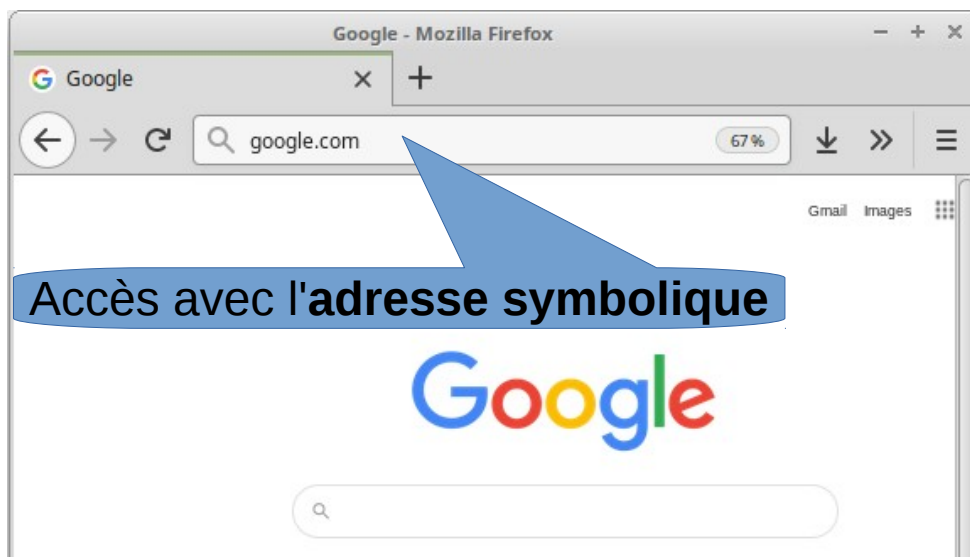 Google - Mozilla Firefox
Google
google.com
67%
Gmail Images
Accès avec l'adresse symbolique
Google